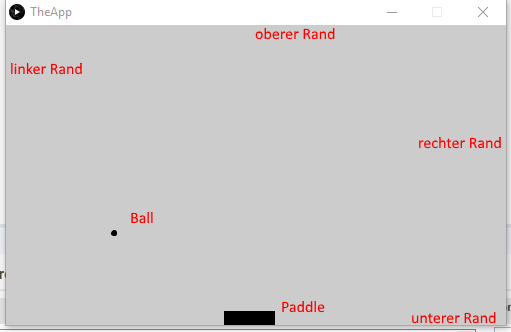 TheApp
oberer Rand
linker Rand
rechter Rand
Ball
Paddle
unterer Rand